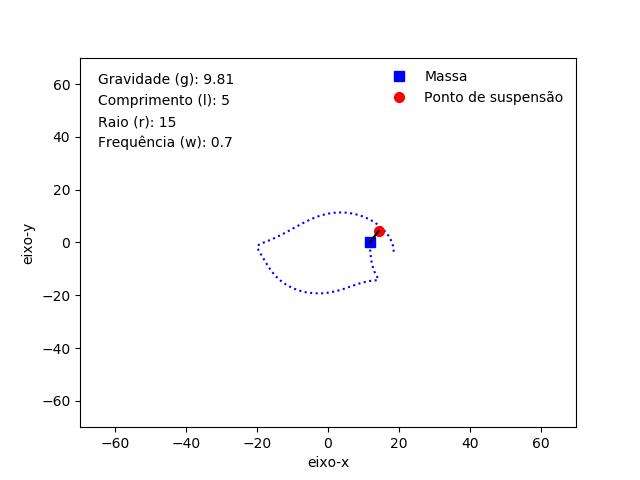 Gravidade (g): 9.81
Comprimento (l): 5
Raio (r): 15
Frequência (w): 0.7
Massa
Ponto de suspensão
60
40
20
0
−20
−40
−60
eixo-y
−60 −40 −20 0 20 40 60
eixo-x